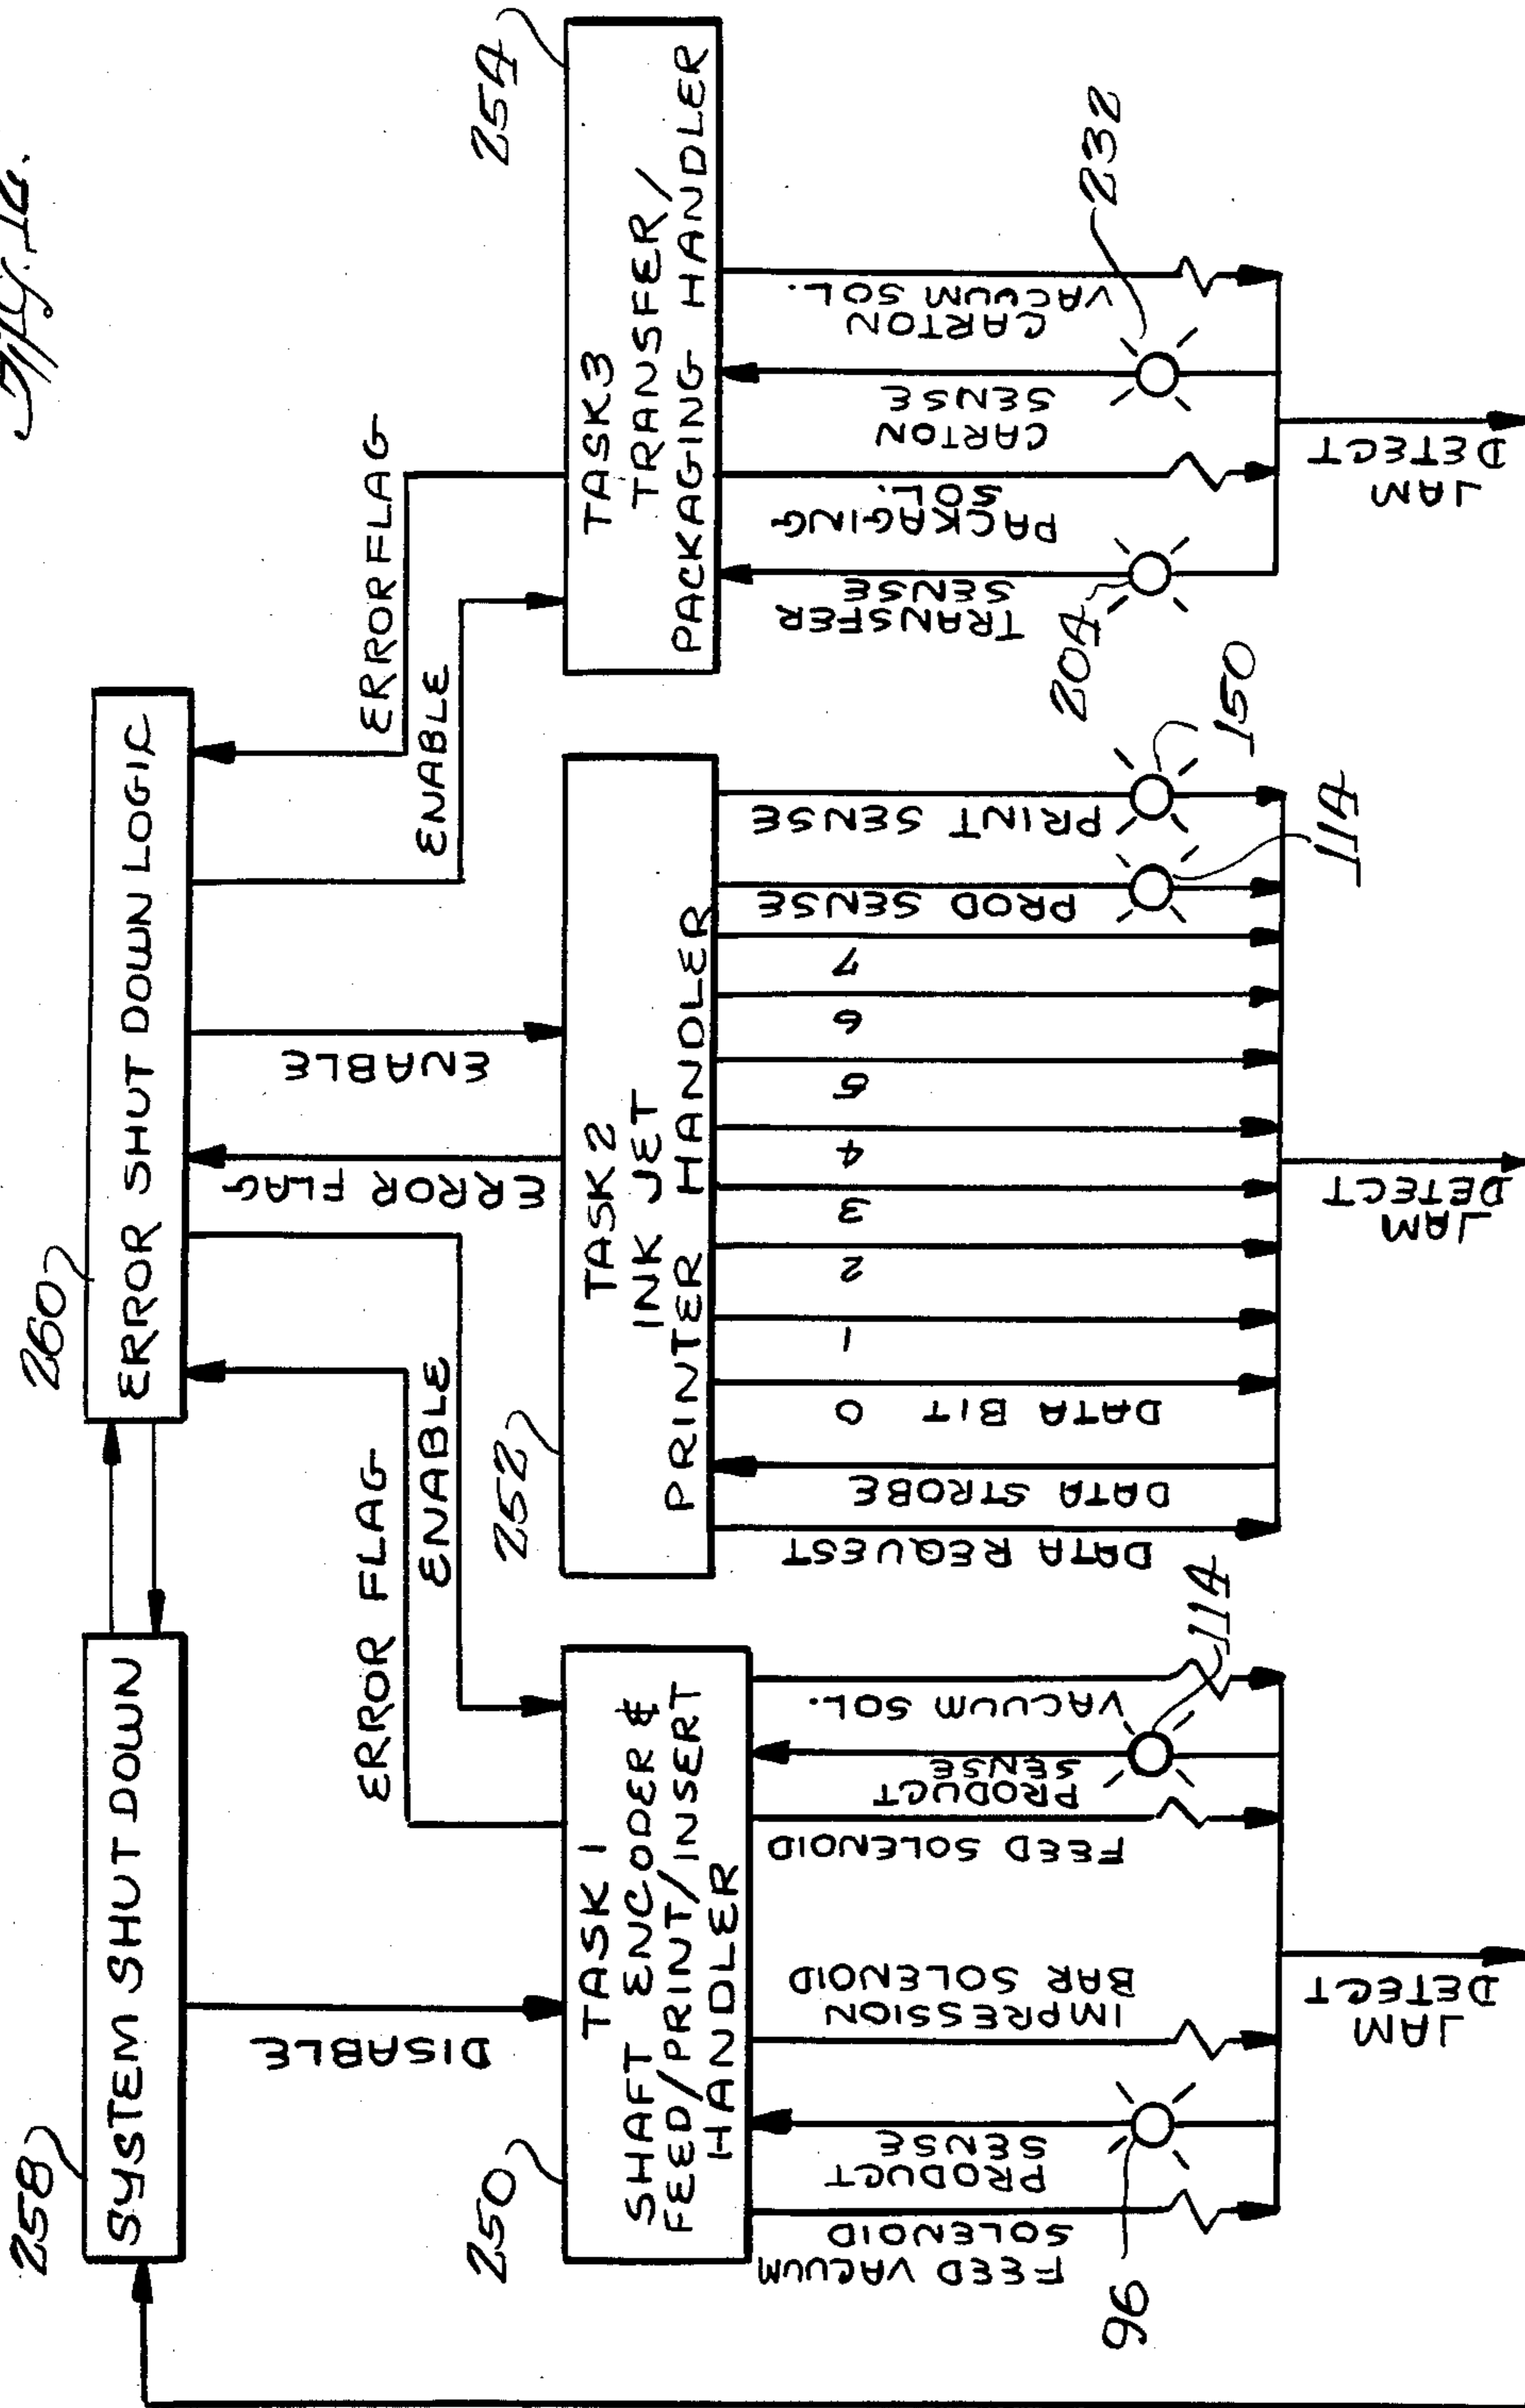 258
SYSTEM SHUT DOWN
260
ERROR SHUT DOWN LOGIC
DISABLE
ERROR FLAG
ENABLE
ERROR FLAG
ENABLE
ERROR FLAG
ENABLE
250
TASK 1
SHAFT ENCODER &
FEED/PRINT/INSERT
HANDLER
252
TASK 2
INK JET
PRINTER HANDLER
254
TASK 3
TRANSFER/
PACKAGING HANDLER
FEED VACUUM
SOLENOID
PRODUCT
SENSE
IMPRESSION
BAR SOLENOID
FEED SOLENOID
PRODUCT
SENSE
VACUUM SOL.
96
114
DATA REQUEST
DATA STROBE
DATA BIT 0
1
2
3
4
5
6
7
PROD SENSE
PRINT SENSE
114
150
TRANSFER
SENSE
PACKAGING
SOL.
CARTON
SENSE
CARTON
VACUUM SOL.
204
232
JAM
DETECT
JAM
DETECT
JAM
DETECT